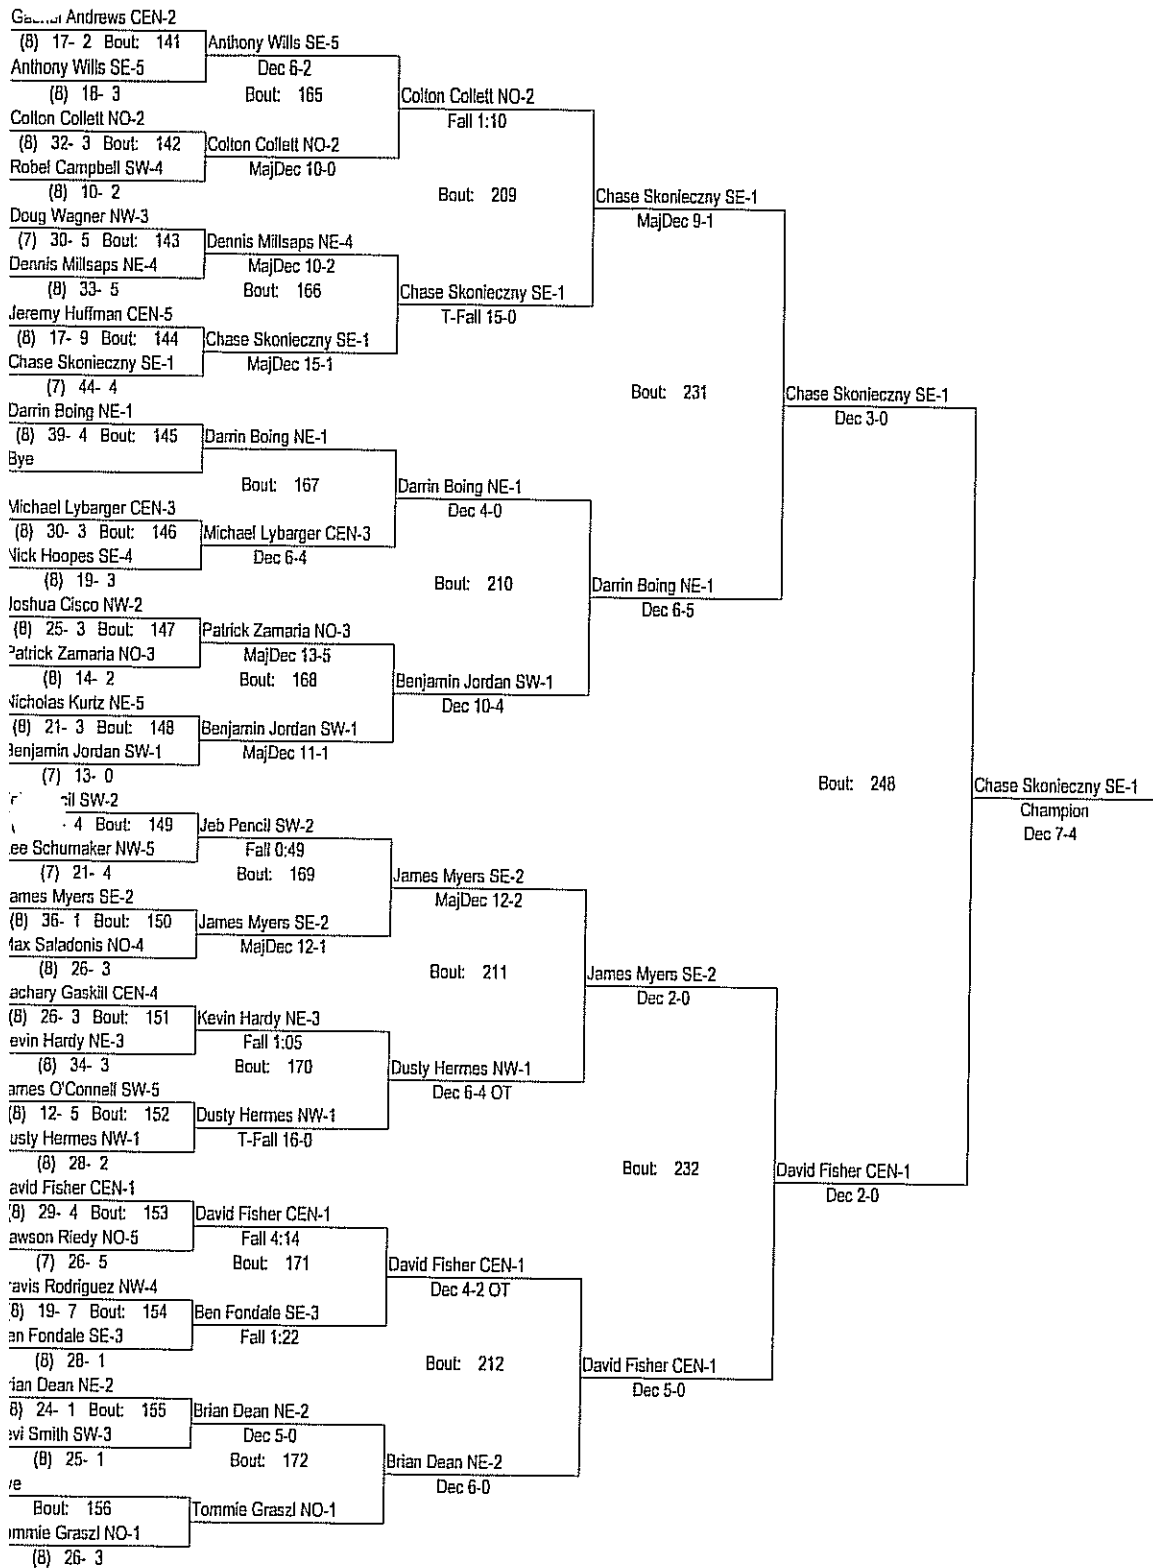 Andrews CEN-2
(8) 17- 2 Bout: 141
Anthony Wills SE-5
(8) 18- 3
Colton Collett NO-2
(8) 32- 3 Bout: 142
Robel Campbell SW-4
(8) 10- 2
Doug Wagner NW-3
(7) 30- 5 Bout: 143
Dennis Millsaps NE-4
(8) 33- 5
Jeremy Huffman CEN-5
(8) 17- 9 Bout: 144
Chase Skonieczny SE-1
(7) 44- 4
Darrin Boing NE-1
(8) 39- 4 Bout: 145
Bye
Michael Lybarger CEN-3
(8) 30- 3 Bout: 146
Nick Hoopes SE-4
(8) 19- 3
Joshua Cisco NW-2
(8) 25- 3 Bout: 147
Patrick Zamaria NO-3
(8) 14- 2
Nicholas Kurtz NE-5
(8) 21- 3 Bout: 148
Benjamin Jordan SW-1
(7) 13- 0
cil SW-2
- 4 Bout: 149
Lee Schumaker NW-5
(7) 21- 4
James Myers SE-2
(8) 36- 1 Bout: 150
Max Saladonis NO-4
(8) 26- 3
achary Gaskill CEN-4
(8) 26- 3 Bout: 151
evin Hardy NE-3
(8) 34- 3
ames O'Connell SW-5
(8) 12- 5 Bout: 152
usty Hermes NW-1
(8) 28- 2
avid Fisher CEN-1
(8) 29- 4 Bout: 153
awson Riedy NO-5
(7) 26- 5
ravis Rodriguez NW-4
(8) 19- 7 Bout: 154
en Fondale SE-3
(8) 28- 1
rian Dean NE-2
8) 24- 1 Bout: 155
evi Smith SW-3
(8) 25- 1
ye
Bout: 156
ommie Graszl NO-1
(8) 26- 3
Anthony Wills SE-5
Dec 6-2
Bout: 165
Colton Collett NO-2
MajDec 10-0
Dennis Millsaps NE-4
MajDec 10-2
Bout: 166
Chase Skonieczny SE-1
MajDec 15-1
Darrin Boing NE-1
Bout: 167
Michael Lybarger CEN-3
Dec 6-4
Patrick Zamaria NO-3
MajDec 13-5
Bout: 168
Benjamin Jordan SW-1
MajDec 11-1
Jeb Pencil SW-2
Fall 0:49
Bout: 169
James Myers SE-2
MajDec 12-1
Kevin Hardy NE-3
Fall 1:05
Bout: 170
Dusty Hermes NW-1
T-Fall 16-0
David Fisher CEN-1
Fall 4:14
Bout: 171
Ben Fondale SE-3
Fall 1:22
Brian Dean NE-2
Dec 5-0
Bout: 172
Tommie Graszl NO-1
Colton Collett NO-2
Fall 1:10
Bout: 209
Chase Skonieczny SE-1
T-Fall 15-0
Darrin Boing NE-1
Dec 4-0
Bout: 210
Benjamin Jordan SW-1
Dec 10-4
James Myers SE-2
MajDec 12-2
Bout: 211
Dusty Hermes NW-1
Dec 6-4 OT
David Fisher CEN-1
Dec 4-2 OT
Bout: 212
Brian Dean NE-2
Dec 6-0
Chase Skonieczny SE-1
MajDec 9-1
Bout: 231
Darrin Boing NE-1
Dec 6-5
James Myers SE-2
Dec 2-0
Bout: 232
David Fisher CEN-1
Dec 5-0
Chase Skonieczny SE-1
Dec 3-0
Bout: 248
David Fisher CEN-1
Dec 2-0
Chase Skonieczny SE-1
Champion
Dec 7-4